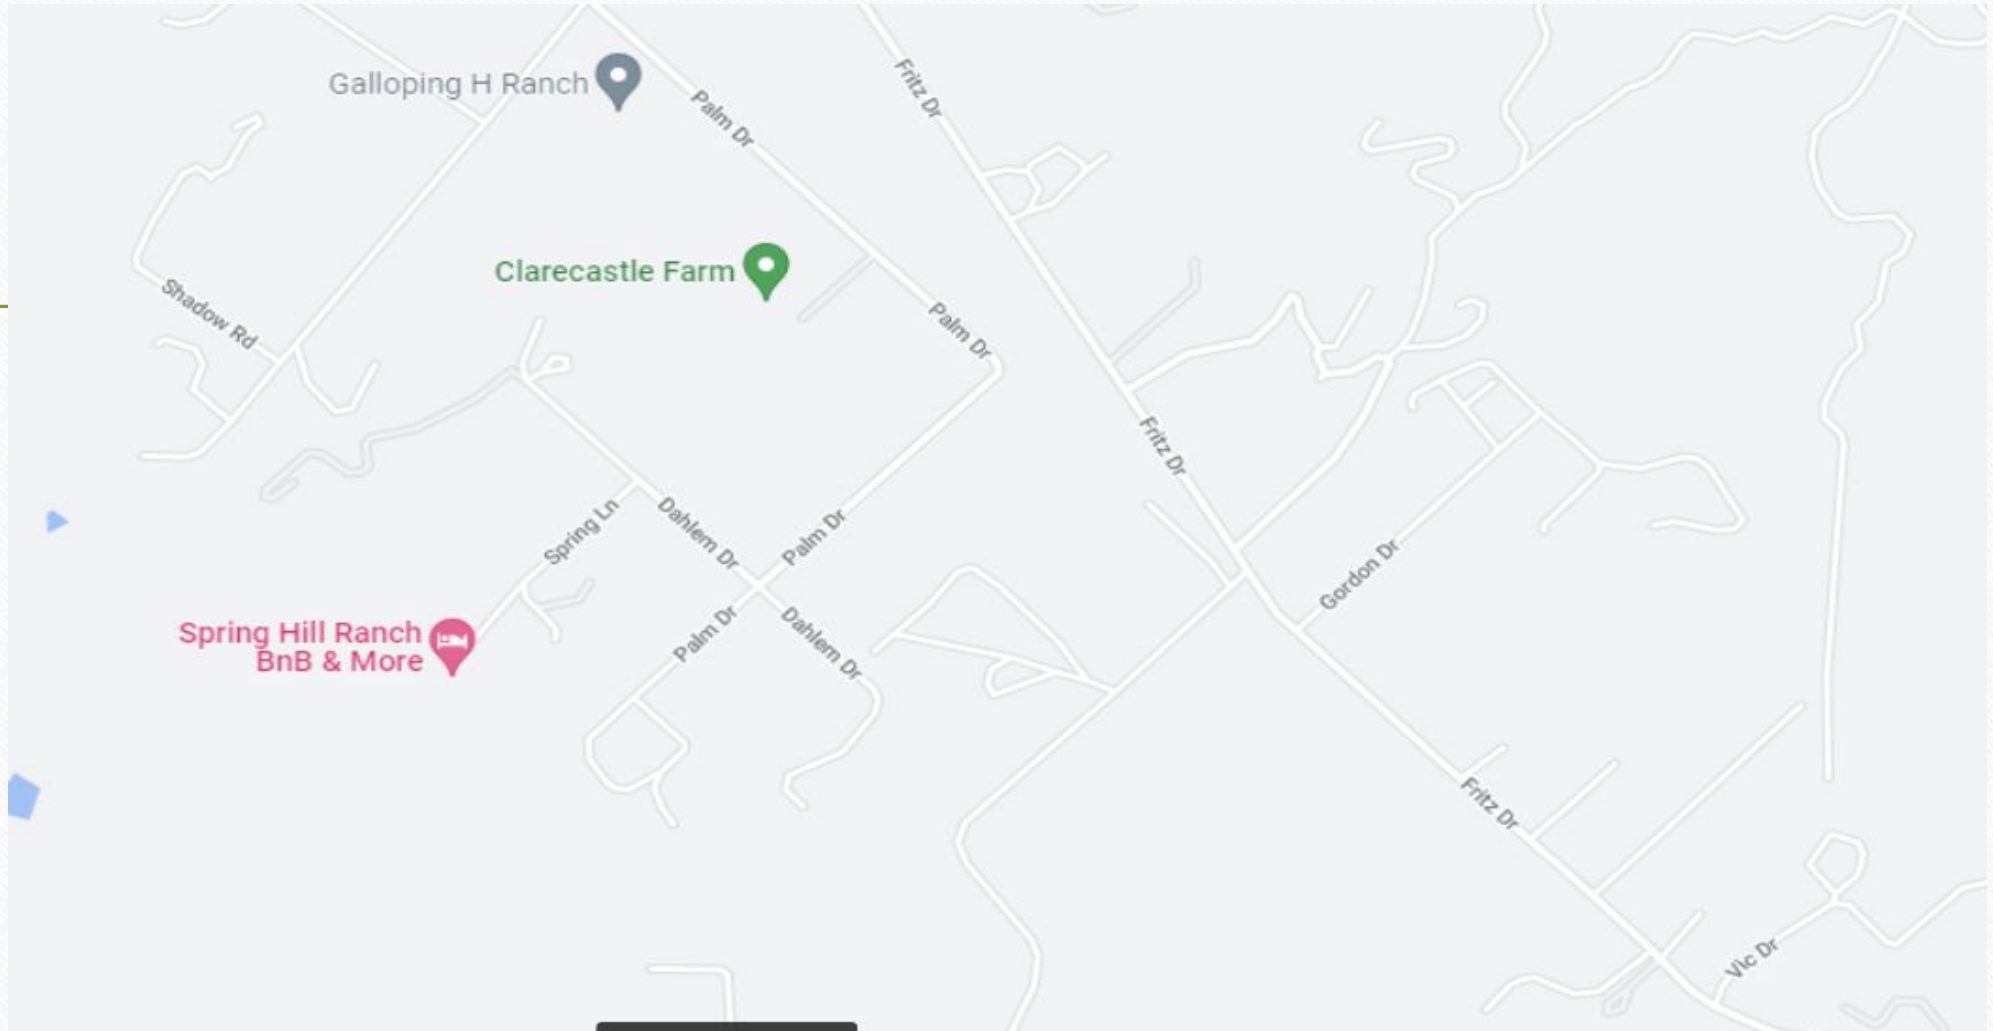 Fritz Dr
Galloping H Ranch
Palm Dr
Clarecastle Farm
Shadow Rd
Palm Dr
Fritz Dr
Spring Ln
Dahlem Dr
Palm Dr
Gordon Dr
Palm Dr
Dahlem Dr
Spring Hill Ranch
BnB & More
Fritz Dr
Vic Dr